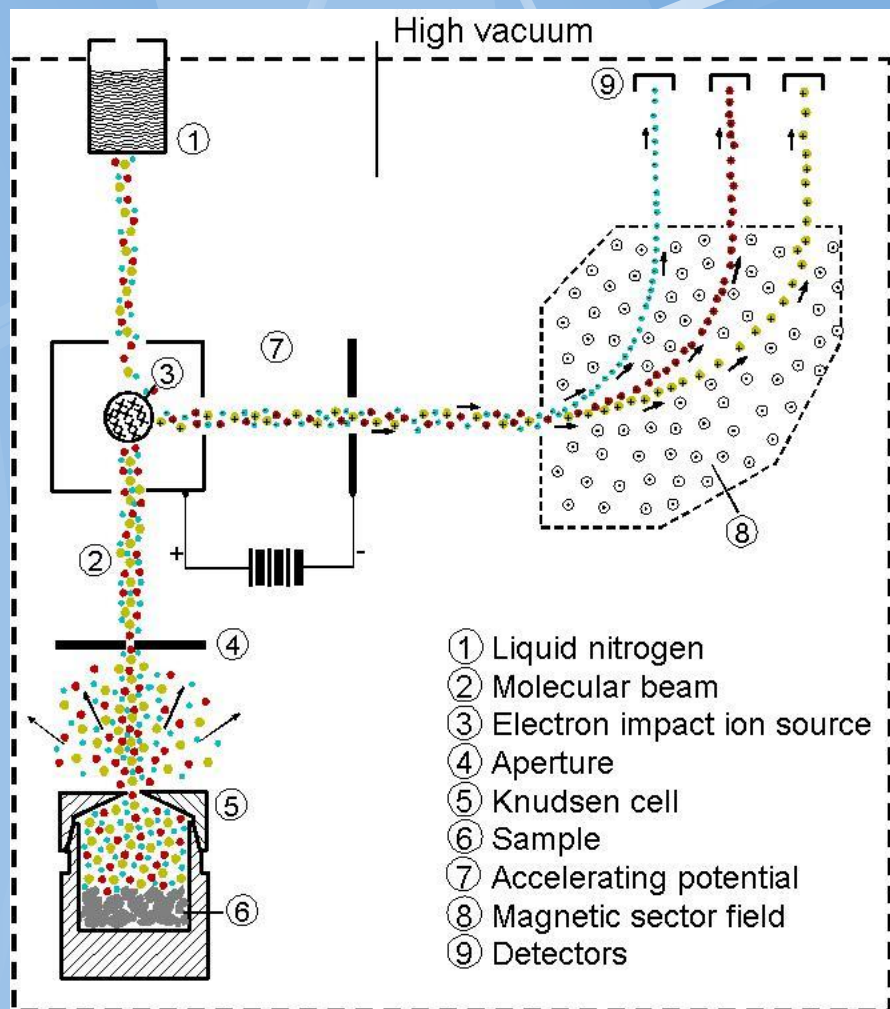 High vacuum
⑨
①
⑦
③
⑧
②
+ -
④
⑤
⑥
① Liquid nitrogen
② Molecular beam
③ Electron impact ion source
④ Aperture
⑤ Knudsen cell
⑥ Sample
⑦ Accelerating potential
⑧ Magnetic sector field
⑨ Detectors